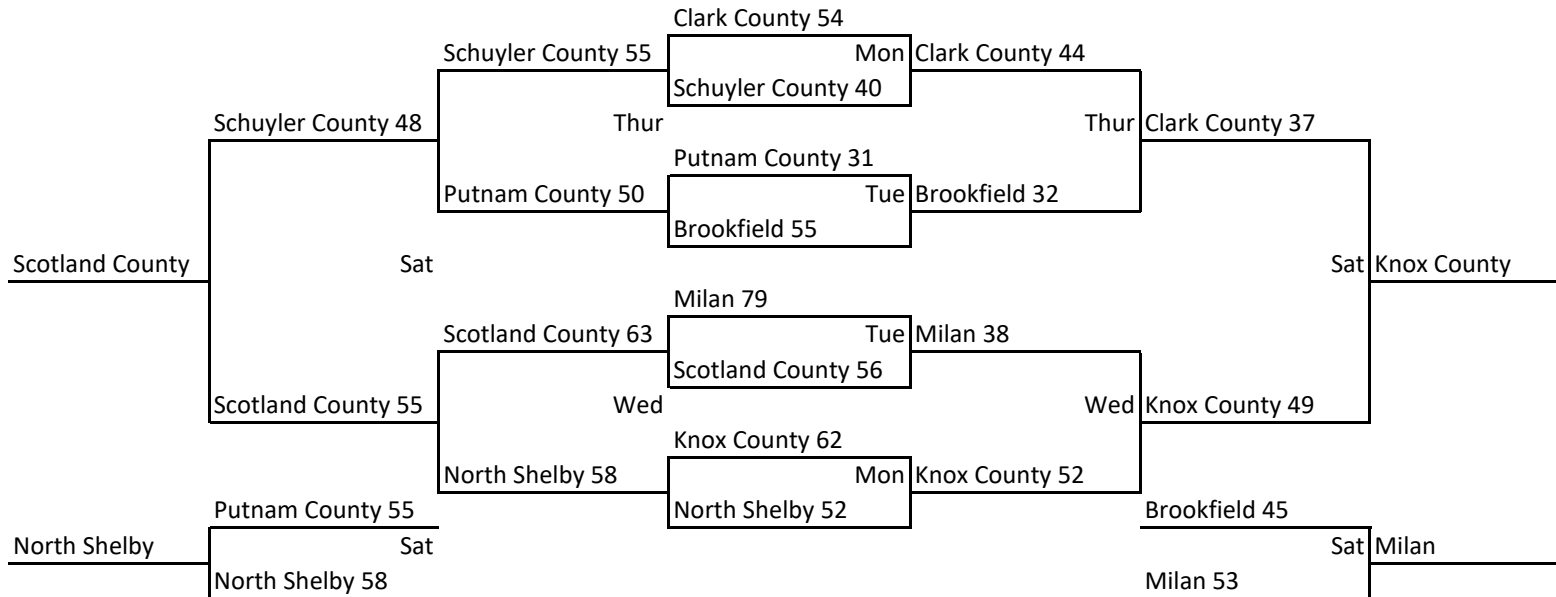 Clark County 54
Schuyler County 55 Mon Clark County 44
Schuyler County 40
Schuyler County 48 Thur Thur Clark County 37
Putnam County 31
Putnam County 50 Tue Brookfield 32
Brookfield 55
Scotland County Sat Sat Knox County
Milan 79
Scotland County 63 Tue Milan 38
Scotland County 56
Scotland County 55 Wed Wed Knox County 49
Knox County 62
North Shelby 58 Mon Knox County 52
Putnam County 55 North Shelby 52 Brookfield 45
North Shelby Sat Sat Milan
North Shelby 58 Milan 53